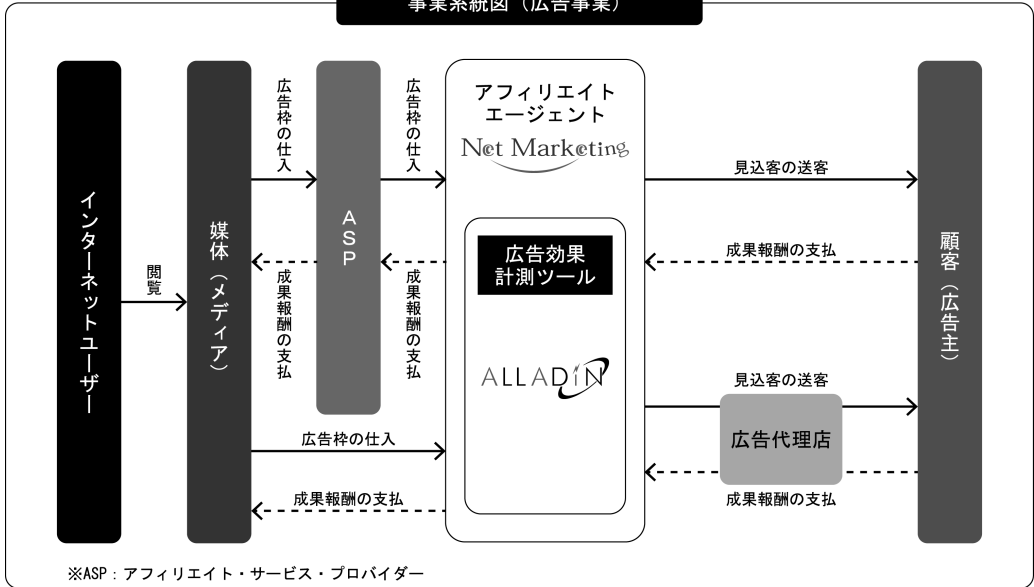 事業系統図（広告事業）
インターネットユーザー
閲覧
媒体（メディア）
広告枠の仕入
成果報酬の支払
ASP
広告枠の仕入
成果報酬の支払
広告枠の仕入
成果報酬の支払
アフィリエイト
エージェント
Net Marketing
広告効果
計測ツール
ALLADiN
見込客の送客
成果報酬の支払
見込客の送客
広告代理店
成果報酬の支払
顧客（広告主）
※ASP：アフィリエイト・サービス・プロバイダー